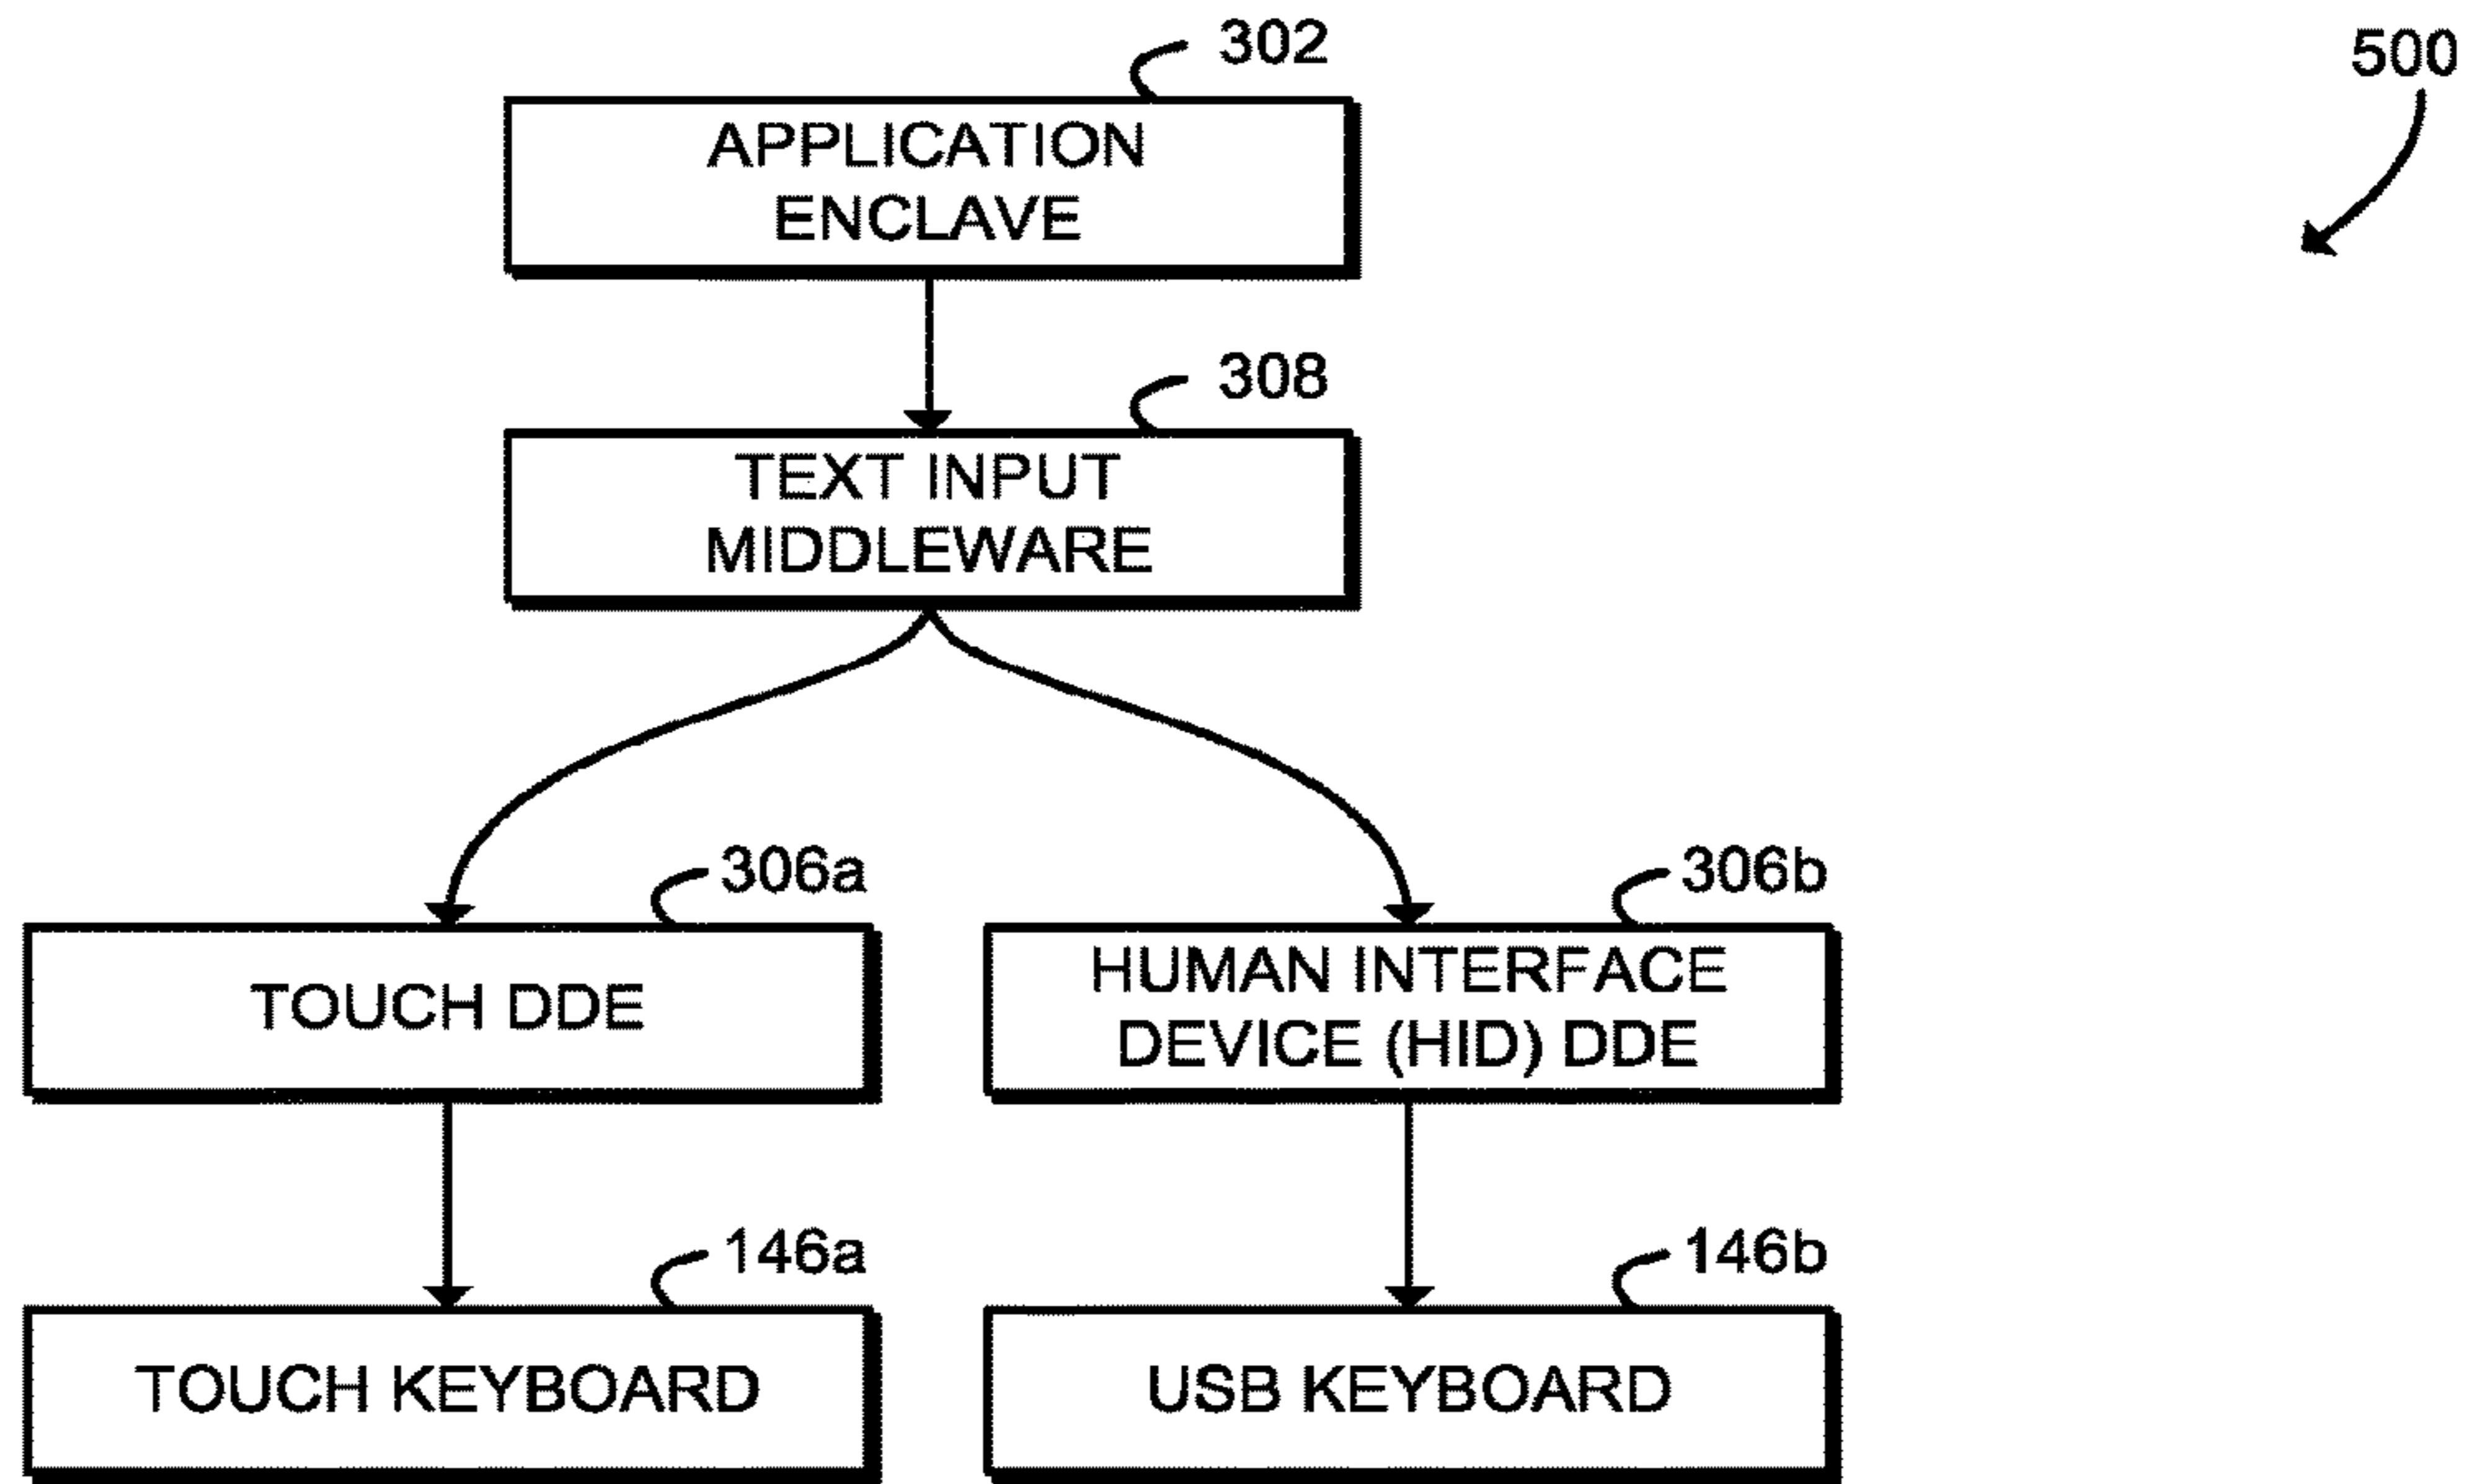 302
500
APPLICATION
ENCLAVE
308
TEXT INPUT
MIDDLEWARE
306a
306b
TOUCH DDE
HUMAN INTERFACE
DEVICE (HID) DDE
146a
146b
TOUCH KEYBOARD
USB KEYBOARD